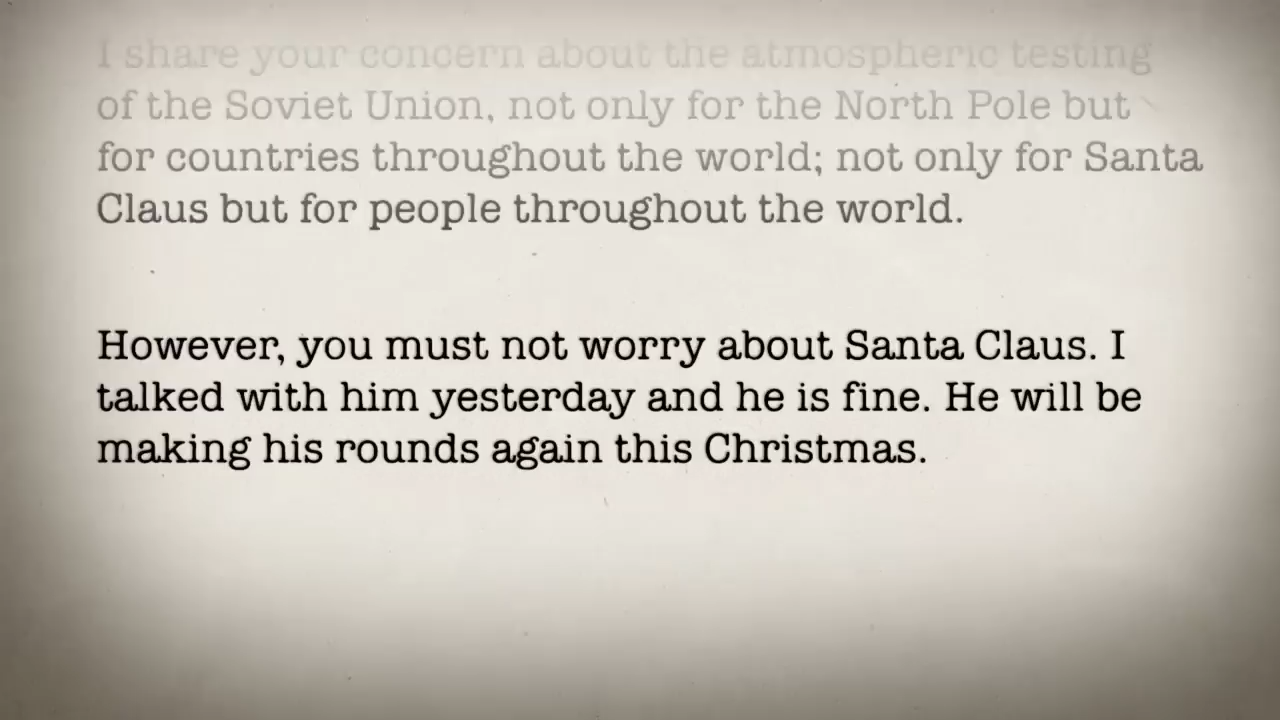 I share your concern about the atmospheric testing
of the Soviet Union, not only for the North Pole but
for countries throughout the world; not only for Santa
Claus but for people throughout the world.
However, you must not worry about Santa Claus. I
talked with him yesterday and he is fine. He will be
making his rounds again this Christmas.